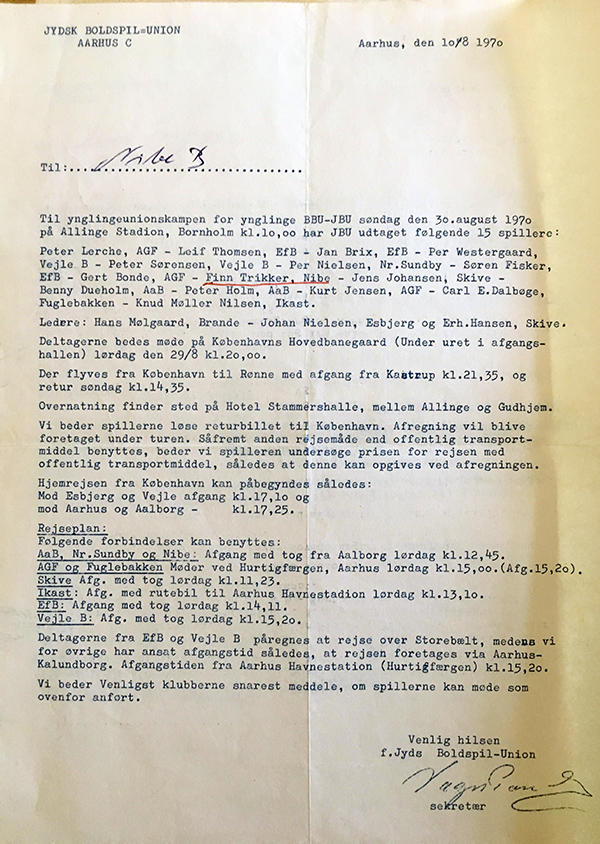 JYDSK BOLDSPIL=UNION
AARHUS C
Aarhus, den 10/8 1970
Til: Nibe B
Til ynglingeunionskampen for ynglinge BBU-JBU søndag den 30.august 1970
på Allinge Stadion, Bornholm kl.10,00 har JBU udtaget følgende 15 spillere:
Peter Lerche, AGF - Leif Thomsen, EfB - Jan Brix, EfB - Per Westergaard,
Vejle B - Peter Sørensen, Vejle B - Per Nielsen, Nr.Sundby - Søren Fisker,
EfB - Gert Bonde, AGF - Finn Trikker, Nibe - Jens Johansen, Skive -
Benny Dueholm, AaB - Peter Holm, AaB - Kurt Jensen, AGF - Carl E.Dalbøge,
Fuglebakken - Knud Møller Nilsen, Ikast.
Ledere: Hans Mølgaard, Brande - Johan Nielsen, Esbjerg og Erh.Hansen, Skive.
Deltagerne bedes møde på Københavns Hovedbanegaard (Under uret i afgangs-
hallen) lørdag den 29/8 kl.20,00.
Der flyves fra København til Rønne med afgang fra Kastrup kl.21,35, og
retur søndag kl.14,35.
Overnatning finder sted på Hotel Stammershalle, mellem Allinge og Gudhjem.
Vi beder spillerne løse returbillet til København. Afregning vil blive
foretaget under turen. Såfremt anden rejsemåde end offentlig transport-
middel benyttes, beder vi spilleren undersøge prisen for rejsen med
offentlig transportmiddel, således at denne kan opgives ved afregningen.
Hjemrejsen fra København kan påbegyndes således:
Mod Esbjerg og Vejle afgang kl.17,10 og
mod Aarhus og Aalborg - kl.17,25.
Rejseplan:
Følgende forbindelser kan benyttes:
AaB, Nr.Sundby og Nibe: Afgang med tog fra Aalborg lørdag kl.12,45.
AGF og Fuglebakken Møder ved Hurtigfærgen, Aarhus lørdag kl.15,00.(Afg.15,20).
Skive Afg. med tog lørdag kl.11,23.
Ikast: Afg. med rutebil til Aarhus Havnestadion lørdag kl.13,10.
EfB: Afgang med tog lørdag kl.14,11.
Vejle B: Afg. med tog lørdag kl.15,20.
Deltagerne fra EfB og Vejle B påregnes at rejse over Storebælt, medens vi
for øvrige har ansat afgangstid således, at rejsen foretages via Aarhus-
Kalundborg. Afgangstiden fra Aarhus Havnestation (Hurtigfærgen) kl.15,20.
Vi beder Venligst klubberne snarest meddele, om spillerne kan møde som
ovenfor anført.
Venlig hilsen
f.Jyds Boldspil-Union
sekretær